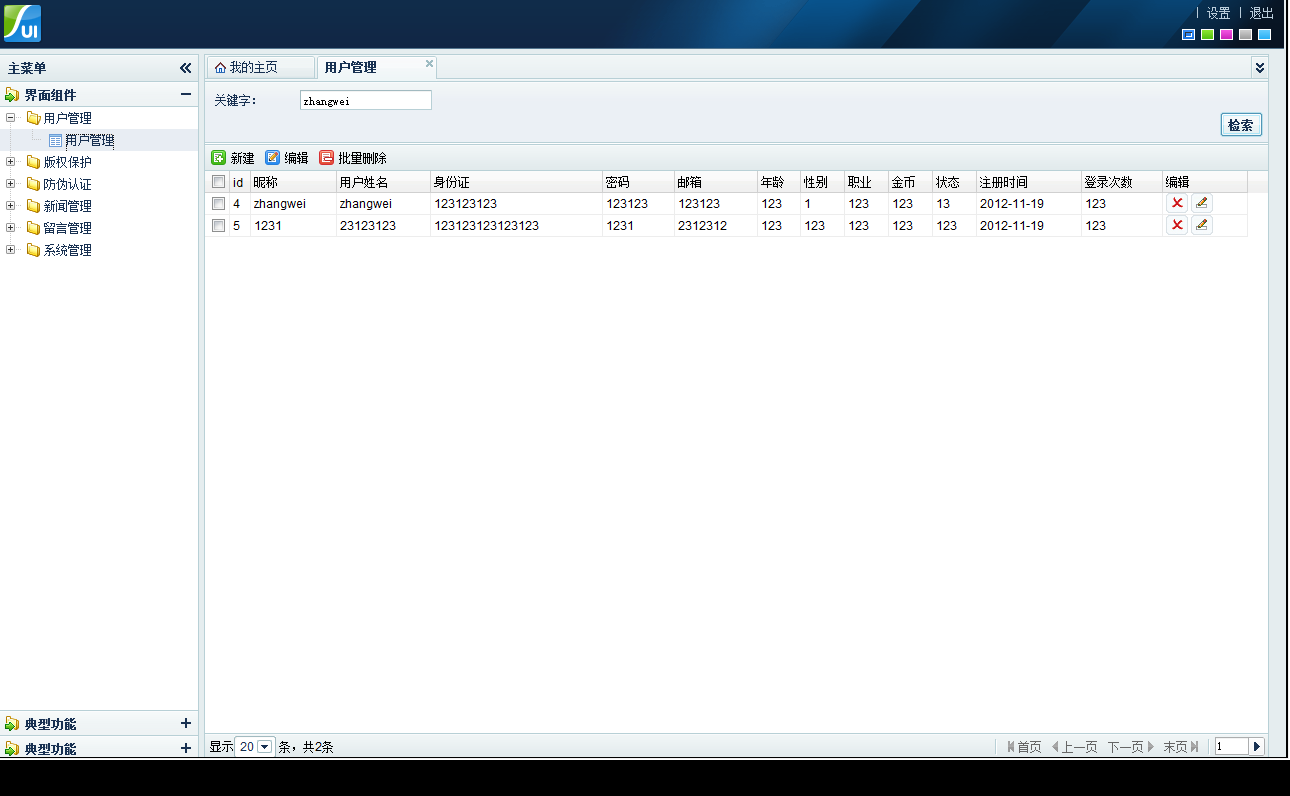 UI
设置 退出
主菜单
界面组件
用户管理
用户管理
版权保护
防伪认证
新闻管理
留言管理
系统管理
典型功能
典型功能
我的主页 用户管理
关键字: zhangwei
检索
新建 编辑 批量删除
id 昵称 用户姓名 身份证 密码 邮箱 年龄 性别 职业 金币 状态 注册时间 登录次数 编辑
4 zhangwei zhangwei 123123123 123123 123123 123 1 123 123 13 2012-11-19 123
5 1231 23123123 123123123123123 1231 2312312 123 123 123 123 123 2012-11-19 123
显示 20 条，共2条 首页 上一页 下一页 末页 1